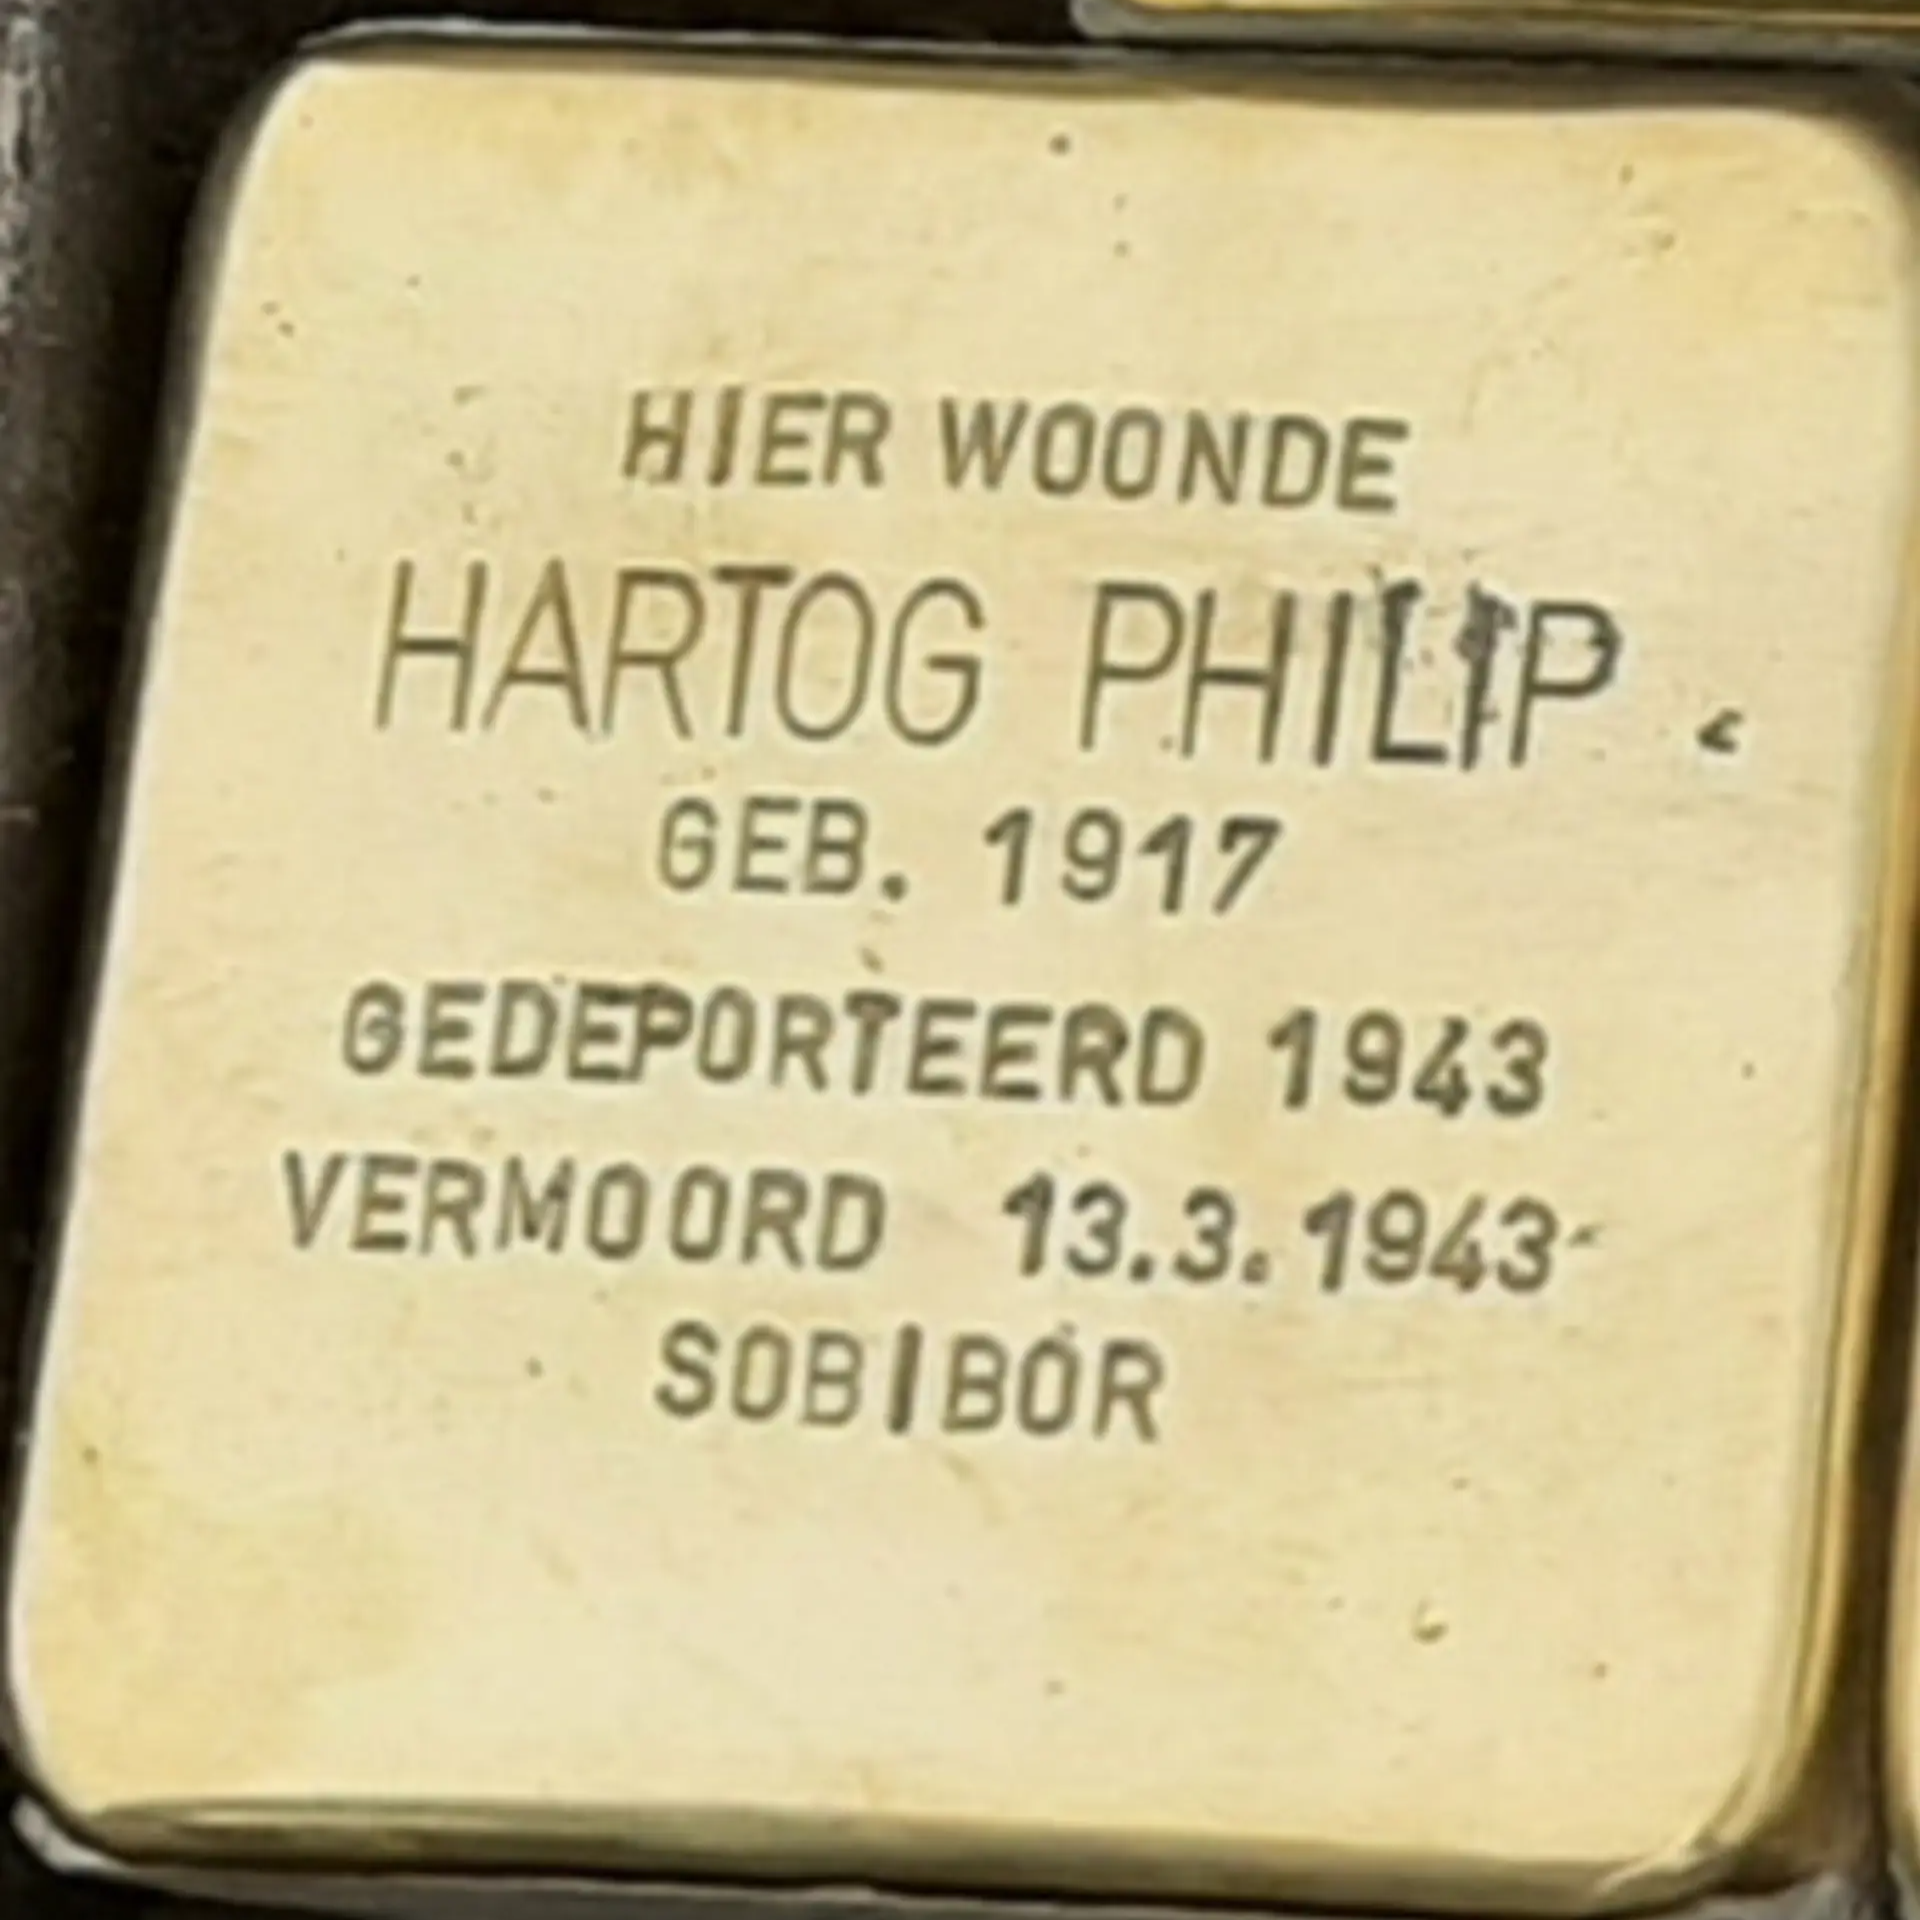 HIER WOONDE
HARTOG PHILIP
GEB. 1917
GEDEPORTEERD 1943
VERMOORD 13.3.1943
SOBIBOR